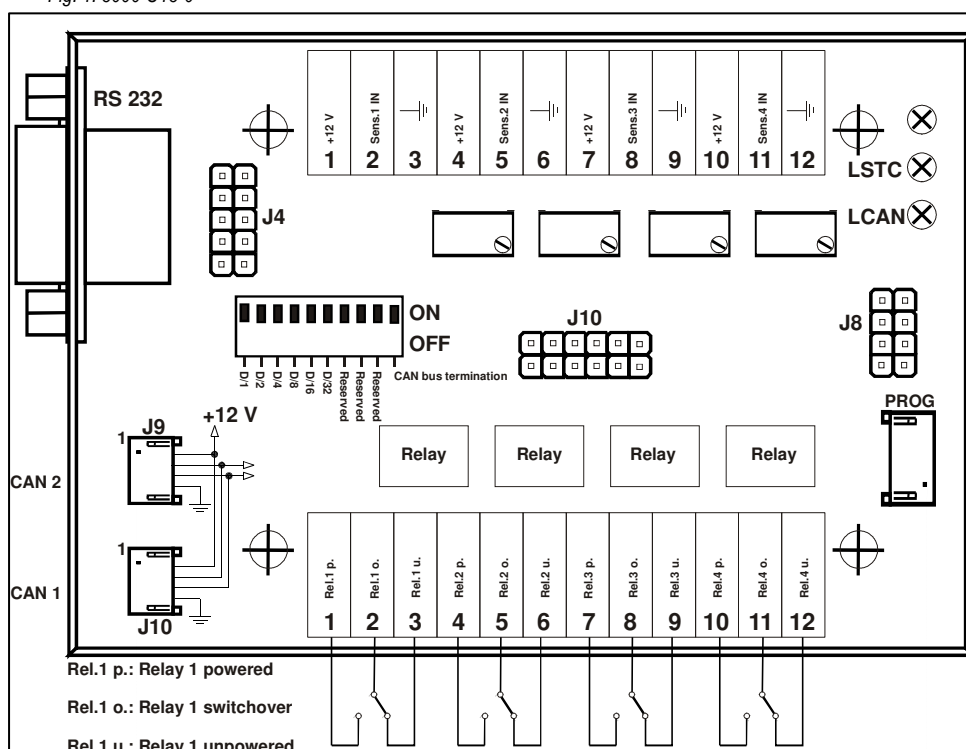 RS 232
+12 V
Sens.1 IN
+12 V
Sens.2 IN
+12 V
Sens.3 IN
+12 V
Sens.4 IN
1 2 3 4 5 6 7 8 9 10 11 12
LSTC
LCAN
J4
ON
OFF
D/1
D/2
D/4
D/8
D/16
D/32
Reserved
Reserved
Reserved
CAN bus termination
J10
J8
PROG
+12 V
J9
1
CAN 2
Relay Relay Relay Relay
1
CAN 1
J10
Rel.1 p.
Rel.1 o.
Rel.1 u.
Rel.2 p.
Rel.2 o.
Rel.2 u.
Rel.3 p.
Rel.3 o.
Rel.3 u.
Rel.4 p.
Rel.4 o.
Rel.4 u.
1 2 3 4 5 6 7 8 9 10 11 12
Rel.1 p.: Relay 1 powered
Rel.1 o.: Relay 1 switchover
Rel.1 u.: Relay 1 unpowered